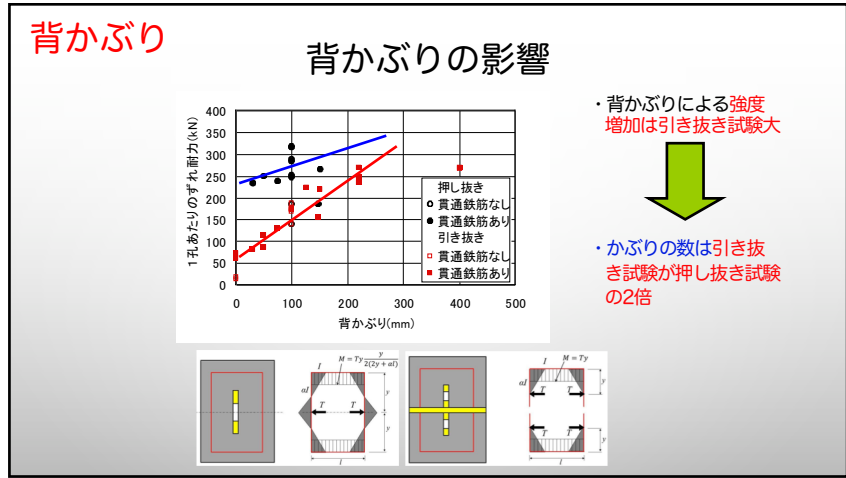 背かぶり
背かぶりの影響
400
350
300
250
200
150
100
50
0
0
100
200
300
400
500
1孔あたりのずれ耐力(kN)
背かぶり(mm)
押し抜き
貫通鉄筋なし
貫通鉄筋あり
引き抜き
貫通鉄筋なし
貫通鉄筋あり
・背かぶりによる強度
増加は引き抜き試験大
・かぶりの数は引き抜
き試験が押し抜き試験
の2倍
I
M = Ty y/2(2y + αl)
αI
T
T
y
y
l
I
M = Ty
αI
T
T
T
T
y
y
l